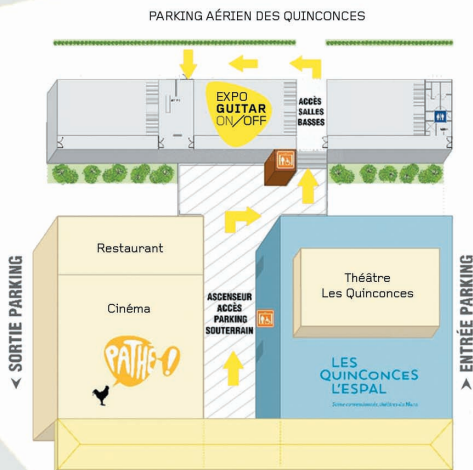 PARKING AÉRIEN DES QUINCONCES
EXPO
GUITAR
ON/OFF
ACCÈS
SALLES
BASSES
Restaurant
Cinéma
PATHE!
ASCENSEUR
ACCÈS
PARKING
SOUTERRAIN
Théâtre
Les Quinconces
LES
QUINCONCES
L'ESPAL
SORTIE PARKING
ENTRÉE PARKING